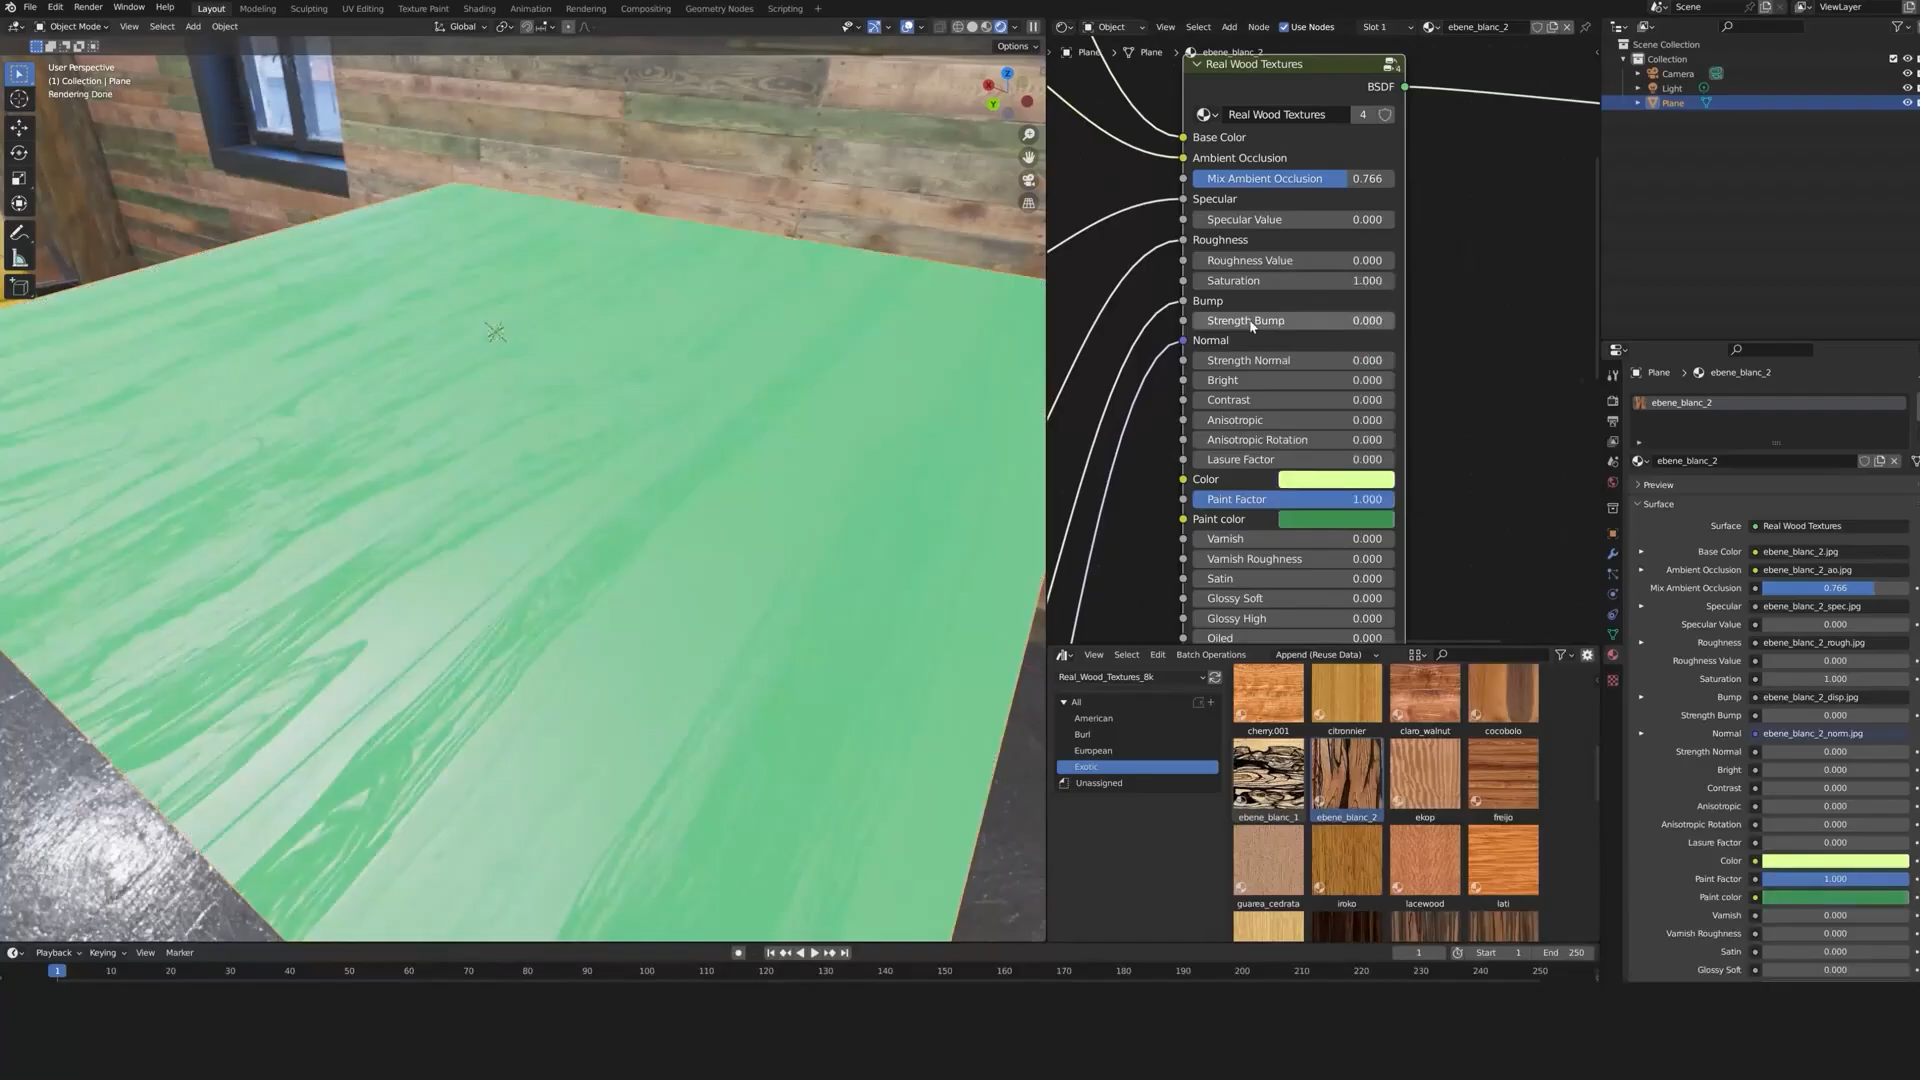 File Edit Render Window Help Layout Modeling Sculpting UV Editing Texture Paint Shading Animation Rendering Compositing Geometry Nodes Scripting + Scene ViewLayer
Object Mode View Select Add Object Global
Options
User Perspective
(1) Collection | Plane
Rendering Done
Z
X
Y
Object View Select Add Node Use Nodes Slot 1 ebene_blanc_2
Plane > Plane > ebene_blanc_2
Real Wood Textures
BSDF
Real Wood Textures 4
Base Color
Ambient Occlusion
Mix Ambient Occlusion 0.766
Specular
Specular Value 0.000
Roughness
Roughness Value 0.000
Saturation 1.000
Bump
Strength Bump 0.000
Normal
Strength Normal 0.000
Bright 0.000
Contrast 0.000
Anisotropic 0.000
Anisotropic Rotation 0.000
Lasure Factor 0.000
Color
Paint Factor 1.000
Paint color
Varnish 0.000
Varnish Roughness 0.000
Satin 0.000
Glossy Soft 0.000
Glossy High 0.000
Oiled 0.000
View Select Edit Batch Operations Append (Reuse Data)
Real_Wood_Textures_8k
All
American
Burl
European
Exotic
Unassigned
cherry.001 citronnier claro_walnut cocobolo
ebene_blanc_1 ebene_blanc_2 ekop freijo
guarea_cedrata iroko lacewood lati
Scene Collection
Collection
Camera
Light
Plane
Plane > ebene_blanc_2
ebene_blanc_2
ebene_blanc_2
Preview
Surface
Surface Real Wood Textures
Base Color ebene_blanc_2.jpg
Ambient Occlusion ebene_blanc_2_ao.jpg
Mix Ambient Occlusion 0.766
Specular ebene_blanc_2_spec.jpg
Specular Value 0.000
Roughness ebene_blanc_2_rough.jpg
Roughness Value 0.000
Saturation 1.000
Bump ebene_blanc_2_disp.jpg
Strength Bump 0.000
Normal ebene_blanc_2_norm.jpg
Strength Normal 0.000
Bright 0.000
Contrast 0.000
Anisotropic 0.000
Anisotropic Rotation 0.000
Lasure Factor 0.000
Color
Paint Factor 1.000
Paint color
Varnish 0.000
Varnish Roughness 0.000
Satin 0.000
Glossy Soft 0.000
Playback Keying View Marker 1 Start 1 End 250
1 10 20 30 40 50 60 70 80 90 100 110 120 130 140 150 160 170 180 190 200 210 220 230 240 250